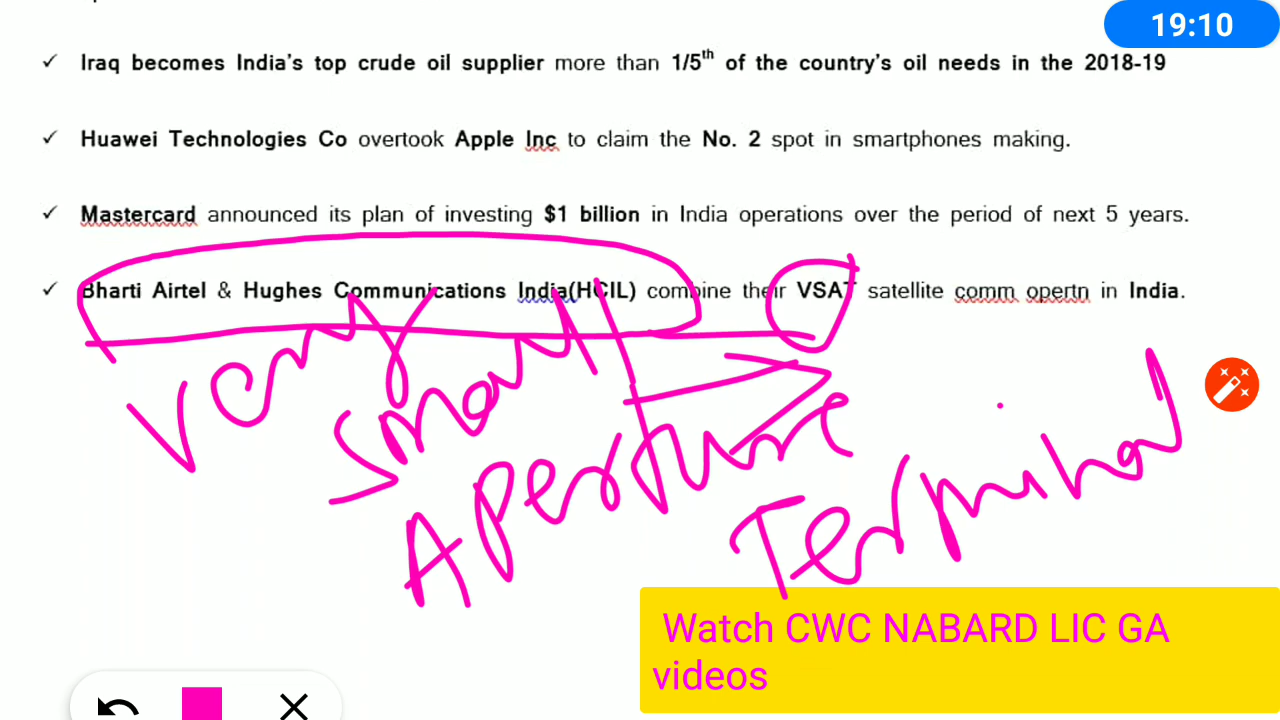 19:10
✓ Iraq becomes India's top crude oil supplier more than 1/5th of the country's oil needs in the 2018-19
✓ Huawei Technologies Co overtook Apple Inc to claim the No. 2 spot in smartphones making.
✓ Mastercard announced its plan of investing $1 billion in India operations over the period of next 5 years.
✓ Bharti Airtel & Hughes Communications India(HCIL) combine their VSAT satellite comm opertn in India.
Very
Small
Aperture
Terminal
Watch CWC NABARD LIC GA
videos